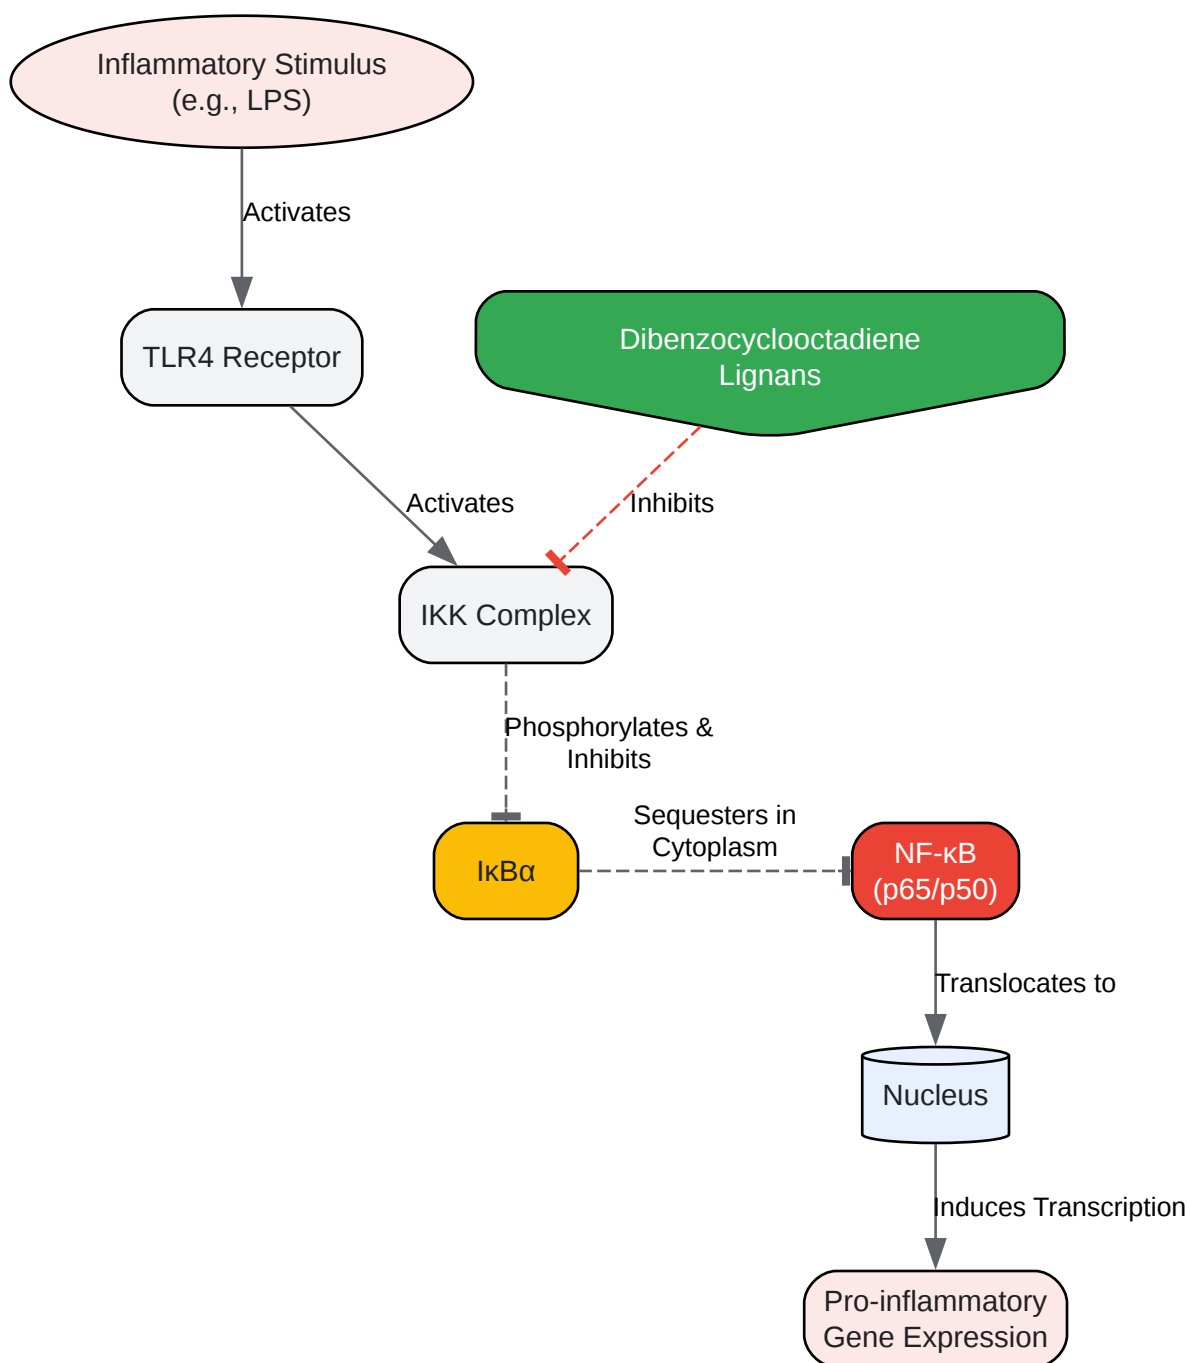 Inflammatory Stimulus
(e.g., LPS)
Activates
TLR4 Receptor
Dibenzocyclooctadiene
Lignans
Activates
Inhibits
IKK Complex
Phosphorylates &
Inhibits
Sequesters in
Cytoplasm
IκBα
NF-κB
(p65/p50)
Translocates to
Nucleus
Induces Transcription
Pro-inflammatory
Gene Expression